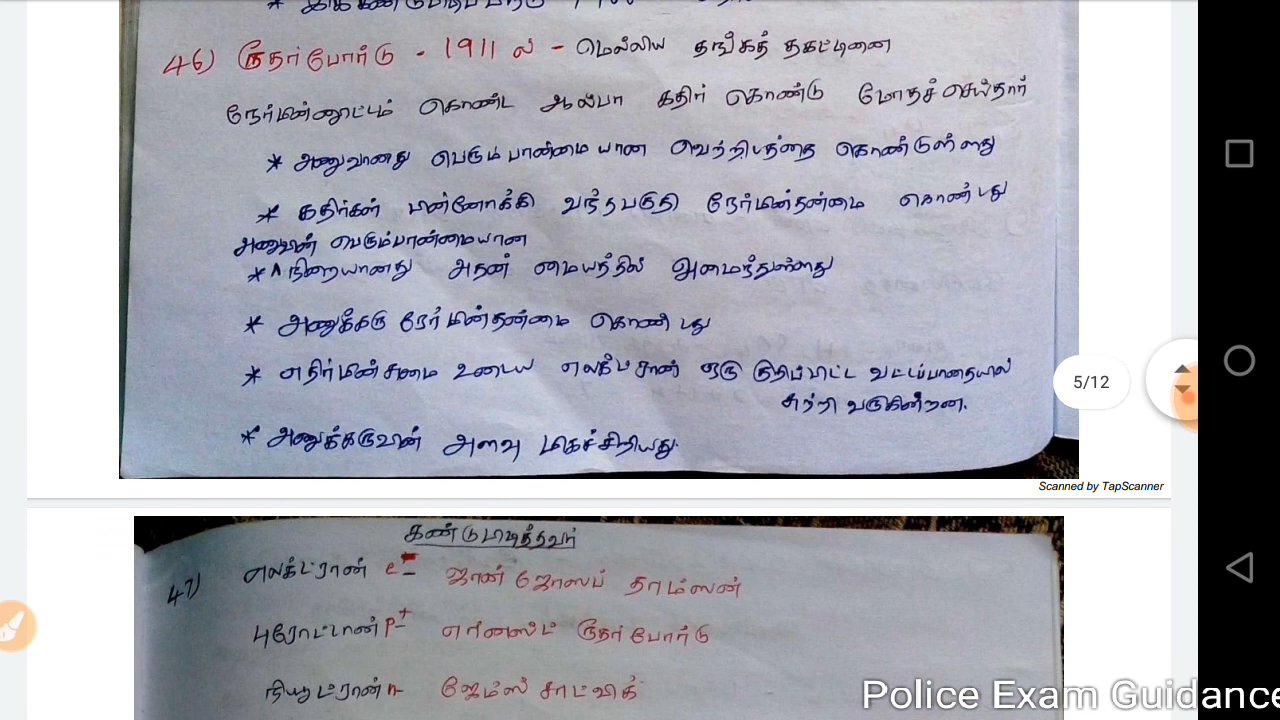 46) ரூதர்போர்டு - 1911 ல் - மெல்லிய தங்கத் தகட்டினை
நேர்மின்னூட்டம் கொண்ட ஆல்பா கதிர் கொண்டு மோதச் செய்தார்
* அணுவானது பெரும்பான்மையான வெற்றிடத்தை கொண்டுள்ளது
* கதிர்கள் பின்னோக்கி வந்தபகுதி நேர்மின்தன்மை கொண்டது
அணுவின் பெரும்பான்மையான
* ^ நிறையானது அதன் மையத்தில் அமைந்துள்ளது
* அணுக்கரு நேர்மின்தன்மை கொண்டது
* எதிர்மின்சுமை உடைய எலக்ட்ரான் ஒரு குறிப்பிட்ட வட்டப்பாதையில்
சுற்றி வருகின்றன.
* அணுக்கருவின் அளவு மிகச்சிறியது.
5/12
Scanned by TapScanner
கண்டுபிடித்தவர்
47) எலக்ட்ரான் e- ஜான் ஜோஸப் தாம்ஸன்
புரோட்டான் p+ எர்னஸ்ட் ரூதர்போர்டு
நியூட்ரான் n- ஜேம்ஸ் சாட்விக்
Police Exam Guidance